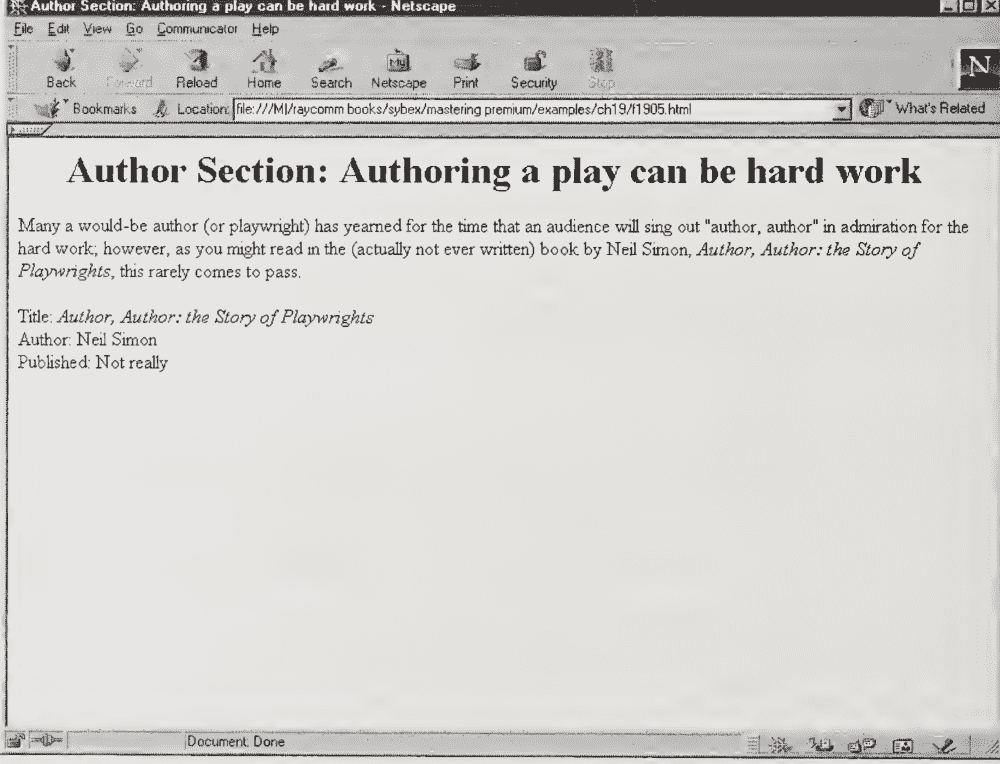 Author Section: Authoring a play can be hard work - Netscape
File Edit View Go Communicator Help
Back Forward Reload Home Search Netscape Print Security Stop
Bookmarks Location: file:///M|/raycomm books/sybex/mastering premium/examples/ch19/f1905.html What's Related
Author Section: Authoring a play can be hard work
Many a would-be author (or playwright) has yearned for the time that an audience will sing out "author, author" in admiration for the
hard work; however, as you might read in the (actually not ever written) book by Neil Simon, Author, Author: the Story of
Playwrights, this rarely comes to pass.
Title: Author, Author: the Story of Playwrights
Author: Neil Simon
Published: Not really
Document: Done